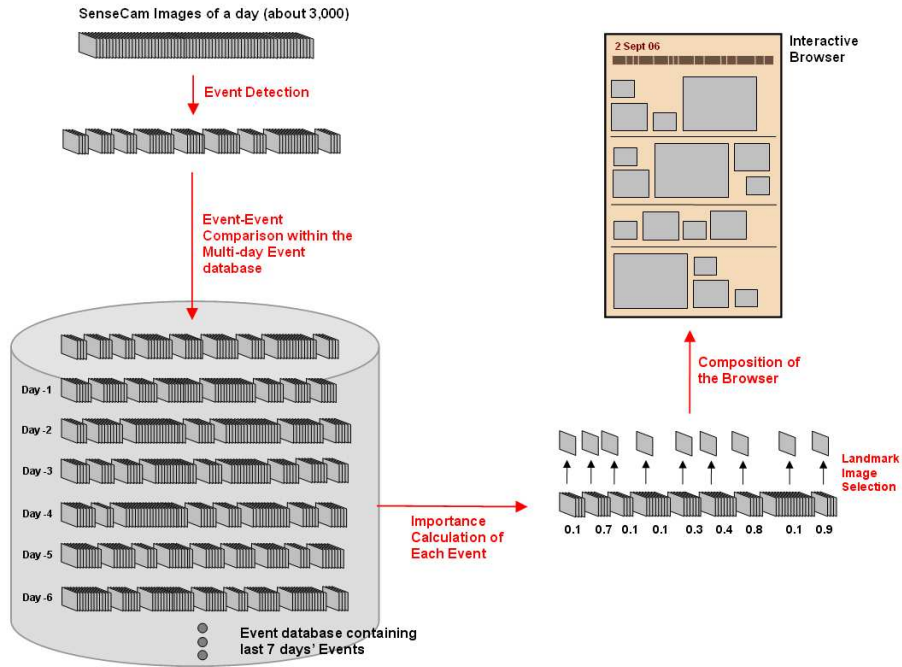 SenseCam Images of a day (about 3,000)
Event Detection
Event-Event
Comparison within the
Multi-day Event
database
Day -1
Day -2
Day -3
Day -4
Day -5
Day -6
Event database containing
last 7 days' Events
Importance
Calculation of
Each Event
0.1 0.7 0.1 0.1 0.3 0.4 0.8 0.1 0.9
Landmark
Image
Selection
Composition of
the Browser
2 Sept 06
Interactive
Browser